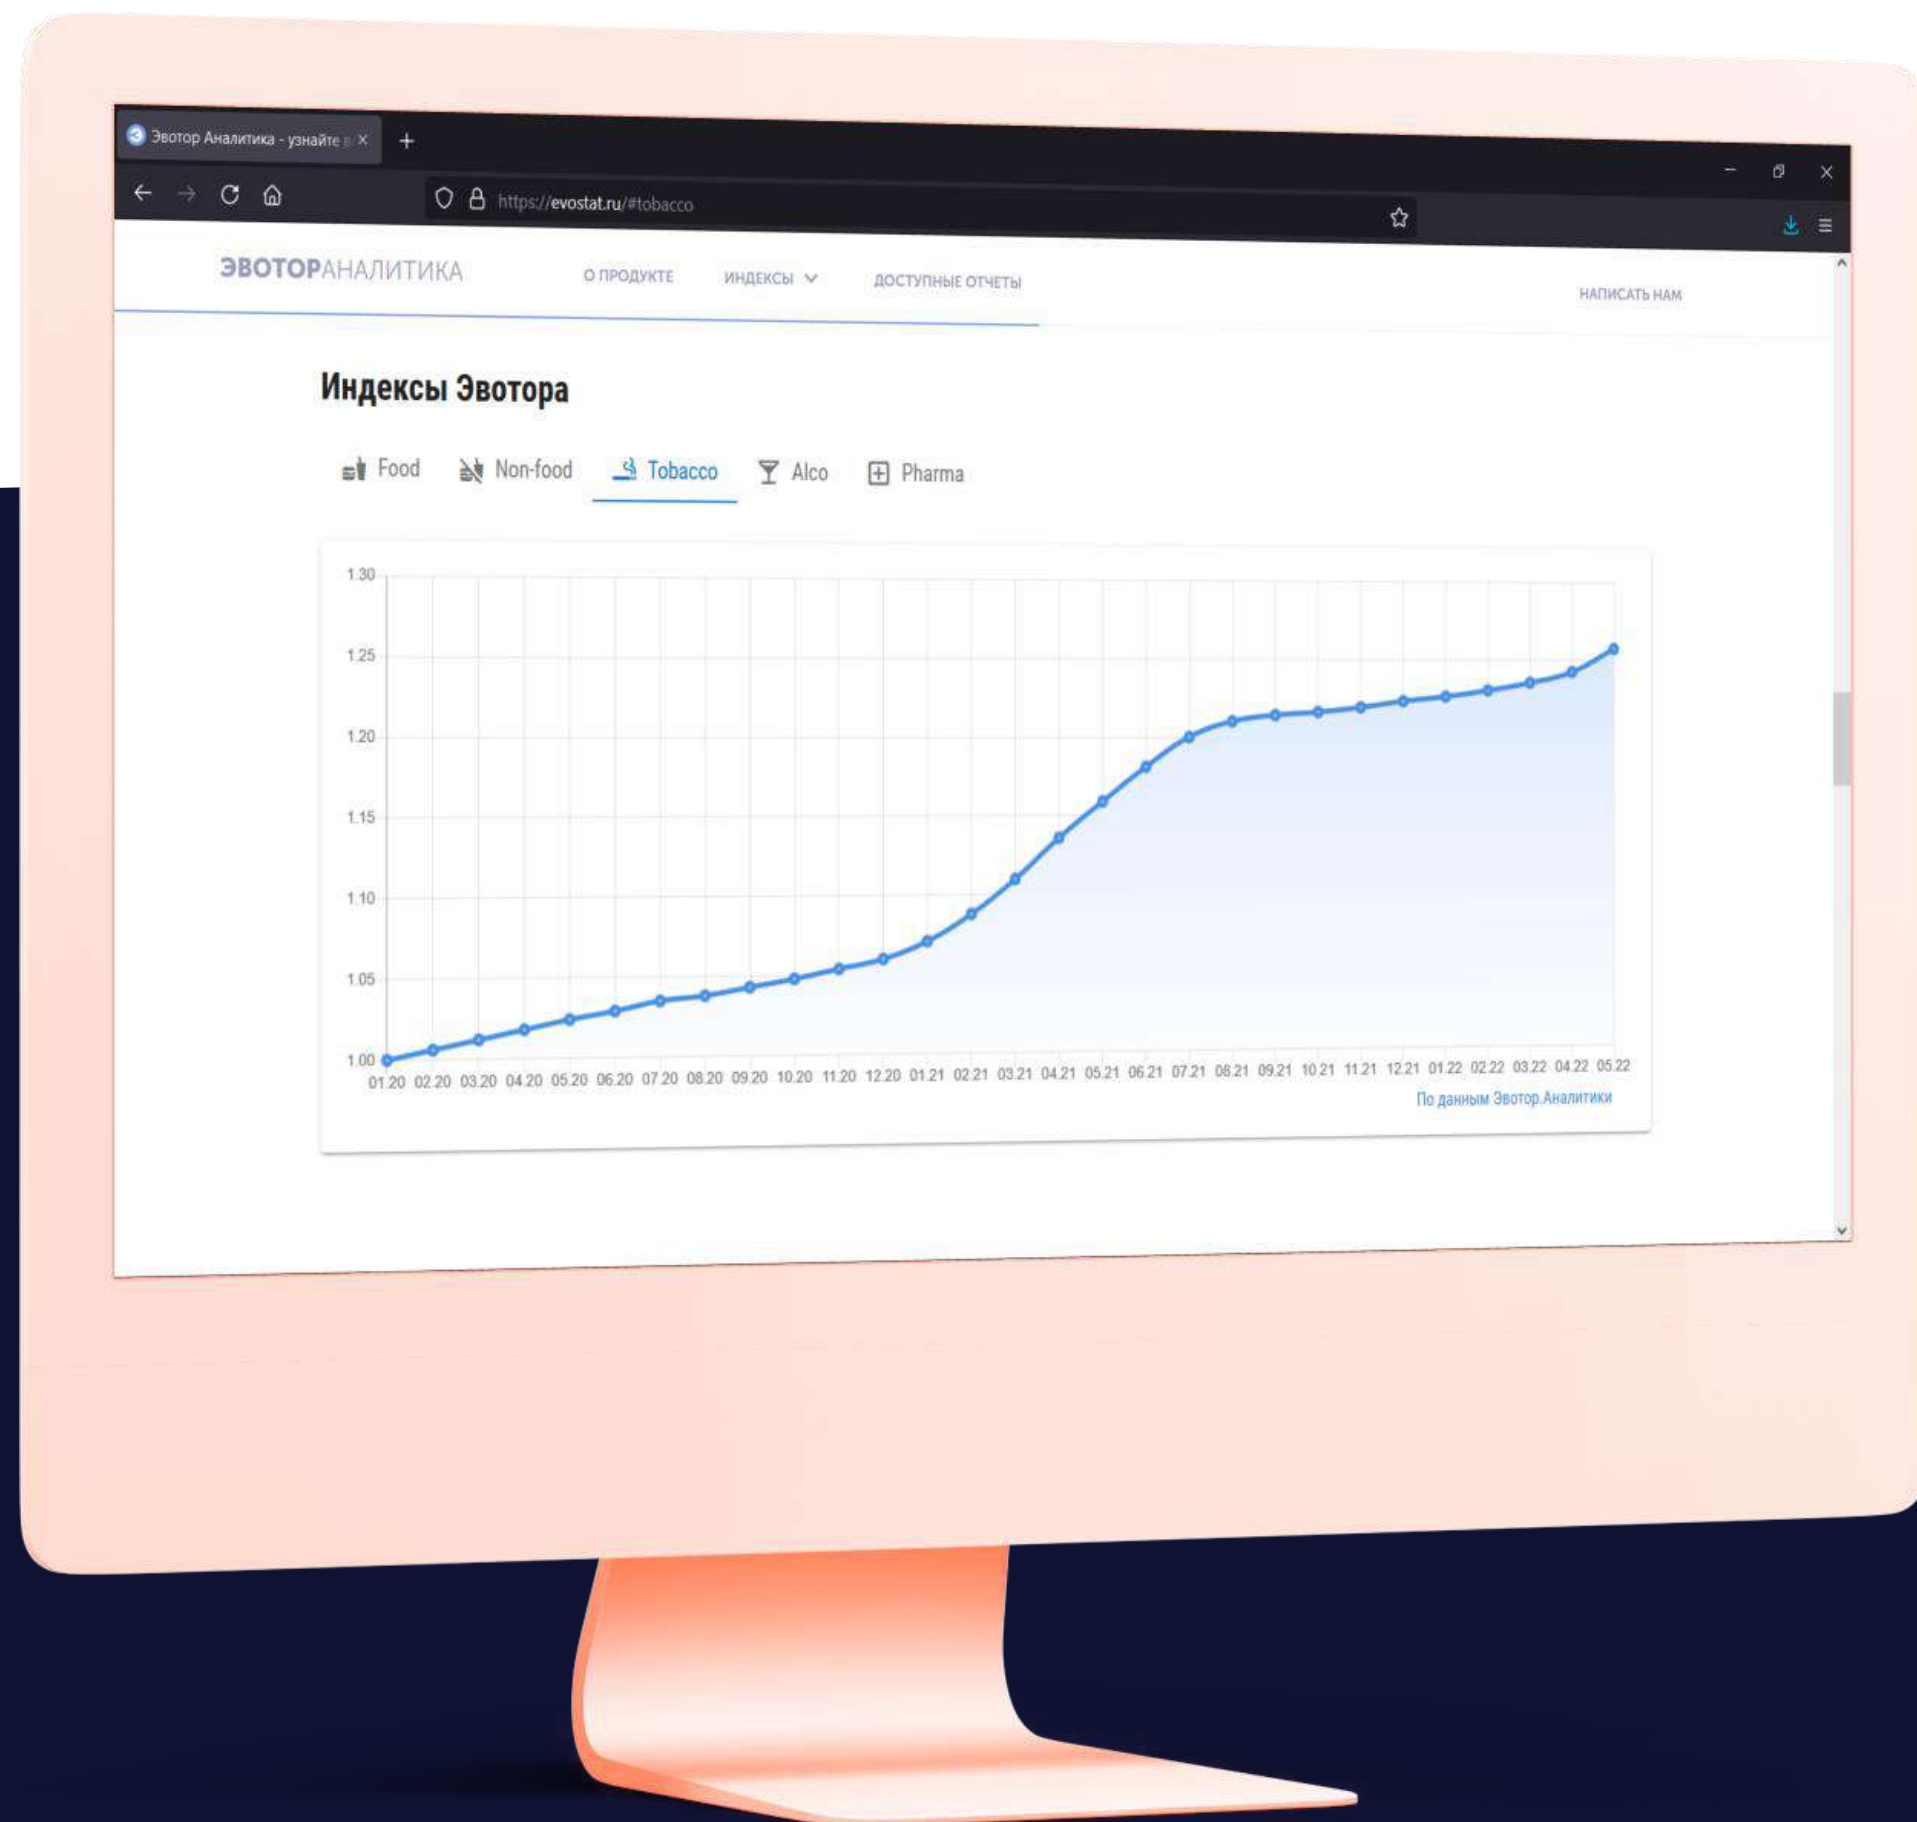 Эвотор Аналитика - узнайте в
https://evostat.ru/#tobacco
ЭВОТОРАНАЛИТИКА О ПРОДУКТЕ ИНДЕКСЫ ДОСТУПНЫЕ ОТЧЕТЫ НАПИСАТЬ НАМ
Индексы Эвотора
Food Non-food Tobacco Alco Pharma
1.30
1.25
1.20
1.15
1.10
1.05
1.00
01.20 02.20 03.20 04.20 05.20 06.20 07.20 08.20 09.20 10.20 11.20 12.20 01.21 02.21 03.21 04.21 05.21 06.21 07.21 08.21 09.21 10.21 11.21 12.21 01.22 02.22 03.22 04.22 05.22
По данным Эвотор.Аналитики